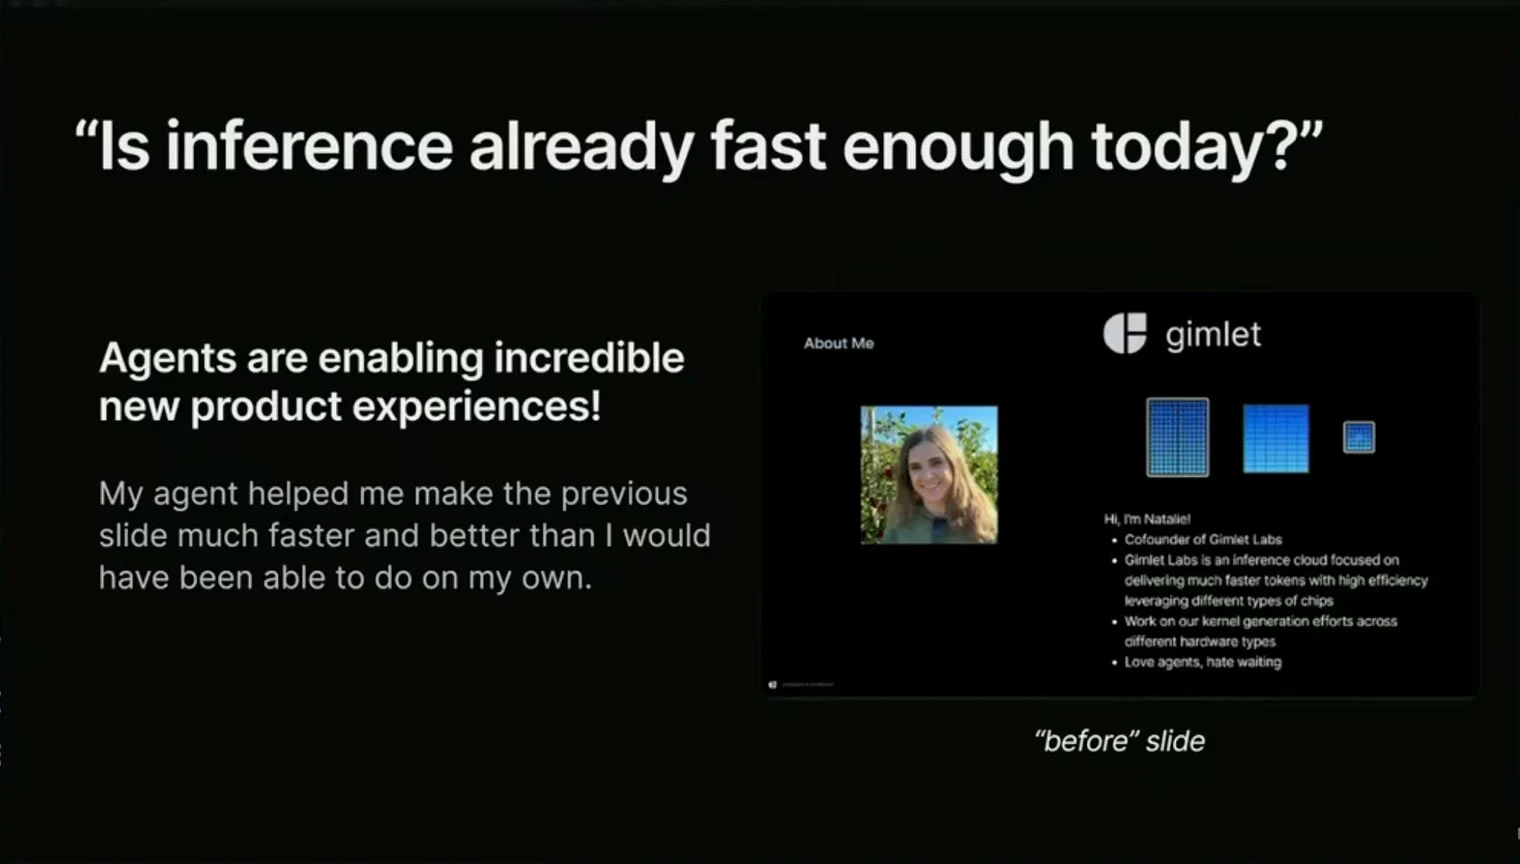 “Is inference already fast enough today?”
Agents are enabling incredible
new product experiences!
My agent helped me make the previous
slide much faster and better than I would
have been able to do on my own.
About Me
gimlet
Hi, I'm Natalie!
• Cofounder of Gimlet Labs
• Gimlet Labs is an inference cloud focused on
delivering much faster tokens with high efficiency
leveraging different types of chips
• Work on our kernel generation efforts across
different hardware types
• Love agents, hate waiting
“before” slide